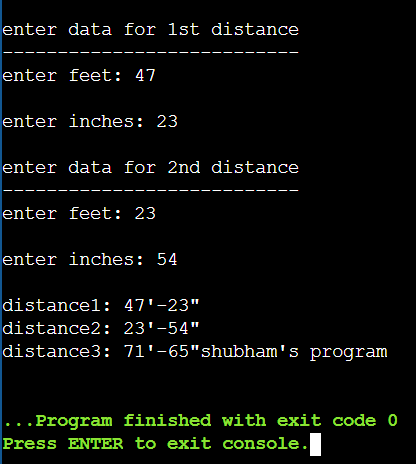 enter data for 1st distance
---------------------------
enter feet: 47
enter inches: 23
enter data for 2nd distance
---------------------------
enter feet: 23
enter inches: 54
distance1: 47'-23"
distance2: 23'-54"
distance3: 71'-65"shubham's program
...Program finished with exit code 0
Press ENTER to exit console.